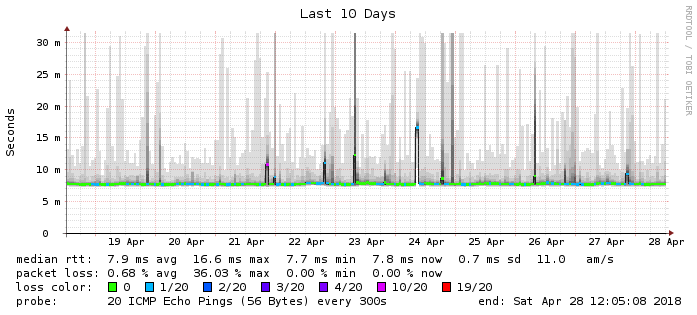 Last 10 Days
RRDTOOL / TOBI OETIKER
Seconds
30 m
25 m
20 m
15 m
10 m
5 m
0
19 Apr 20 Apr 21 Apr 22 Apr 23 Apr 24 Apr 25 Apr 26 Apr 27 Apr 28 Apr
median rtt: 7.9 ms avg 16.6 ms max 7.7 ms min 7.8 ms now 0.7 ms sd 11.0 am/s
packet loss: 0.68 % avg 36.03 % max 0.00 % min 0.00 % now
loss color: 0 1/20 2/20 3/20 4/20 10/20 19/20
probe: 20 ICMP Echo Pings (56 Bytes) every 300s end: Sat Apr 28 12:05:08 2018